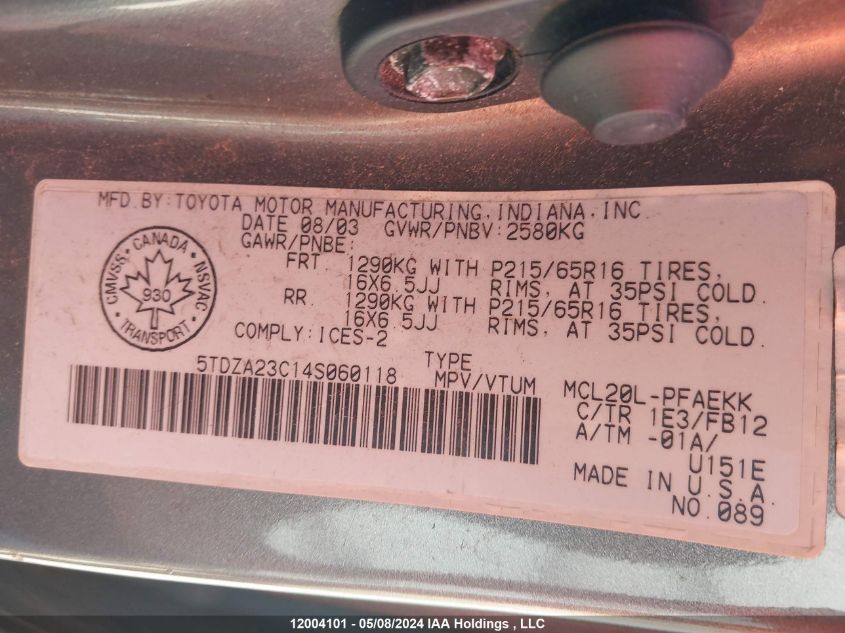 MFD.BY:TOYOTA MOTOR MANUFACTURING,INDIANA,INC.
DATE 08/03 GVWR/PNBV:2580KG
GAWR/PNBE:
FRT 1290KG WITH P215/65R16 TIRES,
16X6.5JJ RIMS, AT 35PSI COLD.
RR 1290KG WITH P215/65R16 TIRES,
16X6.5JJ RIMS, AT 35PSI COLD.
COMPLY:ICES-2
CANADA
CMVSS NSVAC
930
TRANSPORT
5TDZA23C14S060118 TYPE
MPV/VTUM
MCL20L-PFAEKK
C/TR 1E3/FB12
A/TM -01A/
U151E
MADE IN U.S.A.
NO.089
12004101 - 05/08/2024 IAA Holdings , LLC